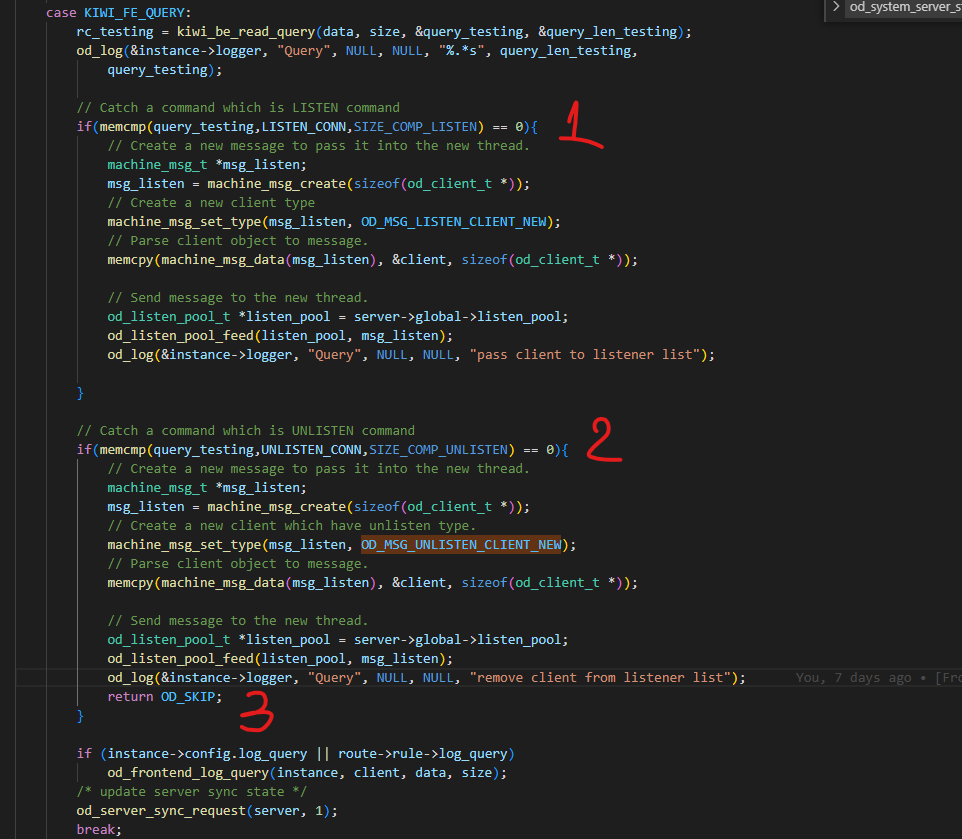 > od_system_server_s
case KIWI_FE_QUERY:
rc_testing = kiwi_be_read_query(data, size, &query_testing, &query_len_testing);
od_log(&instance->logger, "Query", NULL, NULL, "%.*s", query_len_testing,
query_testing);
// Catch a command which is LISTEN command
if(memcmp(query_testing,LISTEN_CONN,SIZE_COMP_LISTEN) == 0){ 1
// Create a new message to pass it into the new thread.
machine_msg_t *msg_listen;
msg_listen = machine_msg_create(sizeof(od_client_t *));
// Create a new client type
machine_msg_set_type(msg_listen, OD_MSG_LISTEN_CLIENT_NEW);
// Parse client object to message.
memcpy(machine_msg_data(msg_listen), &client, sizeof(od_client_t *));
// Send message to the new thread.
od_listen_pool_t *listen_pool = server->global->listen_pool;
od_listen_pool_feed(listen_pool, msg_listen);
od_log(&instance->logger, "Query", NULL, NULL, "pass client to listener list");
}
// Catch a command which is UNLISTEN command
if(memcmp(query_testing,UNLISTEN_CONN,SIZE_COMP_UNLISTEN) == 0){ 2
// Create a new message to pass it into the new thread.
machine_msg_t *msg_listen;
msg_listen = machine_msg_create(sizeof(od_client_t *));
// Create a new client which have unlisten type.
machine_msg_set_type(msg_listen, OD_MSG_UNLISTEN_CLIENT_NEW);
// Parse client object to message.
memcpy(machine_msg_data(msg_listen), &client, sizeof(od_client_t *));
// Send message to the new thread.
od_listen_pool_t *listen_pool = server->global->listen_pool;
od_listen_pool_feed(listen_pool, msg_listen);
od_log(&instance->logger, "Query", NULL, NULL, "remove client from listener list"); You, 7 days ago • [Fro
return OD_SKIP; 3
}
if (instance->config.log_query || route->rule->log_query)
od_frontend_log_query(instance, client, data, size);
/* update server sync state */
od_server_sync_request(server, 1);
break;